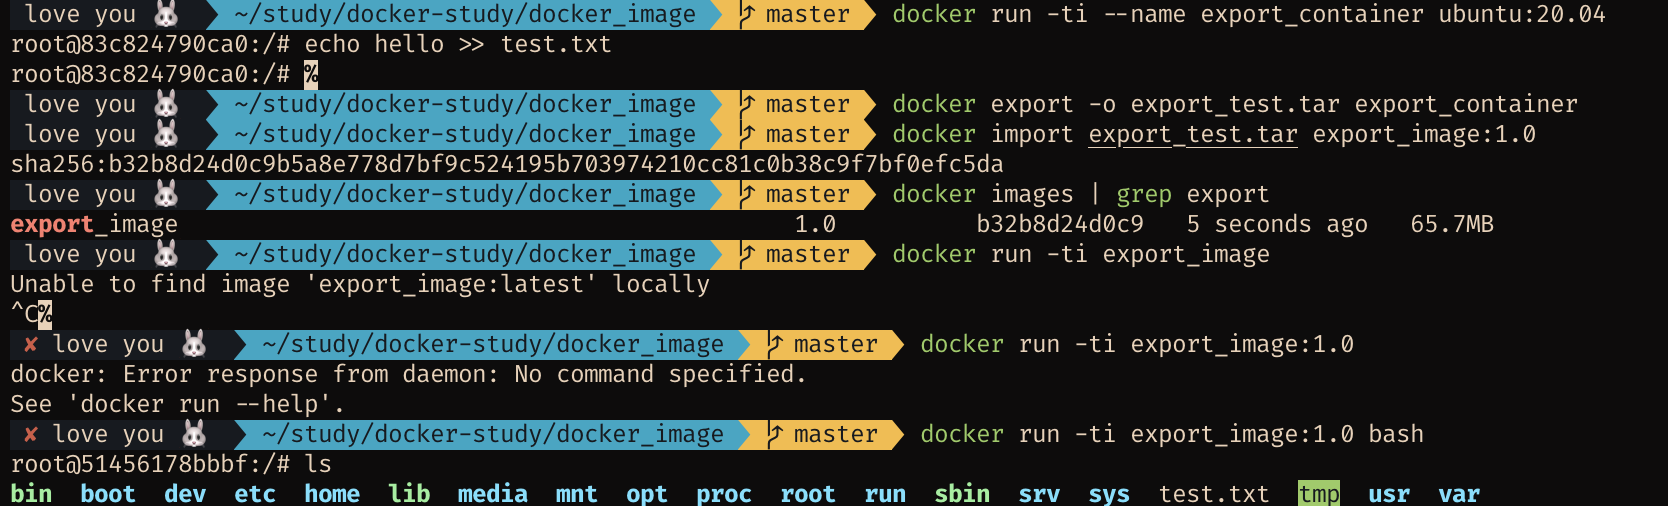 love you 🐰 ~/study/docker-study/docker_image master docker run -ti --name export_container ubuntu:20.04
root@83c824790ca0:/# echo hello >> test.txt
root@83c824790ca0:/# %
love you 🐰 ~/study/docker-study/docker_image master docker export -o export_test.tar export_container
love you 🐰 ~/study/docker-study/docker_image master docker import export_test.tar export_image:1.0
sha256:b32b8d24d0c9b5a8e778d7bf9c524195b703974210cc81c0b38c9f7bf0efc5da
love you 🐰 ~/study/docker-study/docker_image master docker images | grep export
export_image 1.0 b32b8d24d0c9 5 seconds ago 65.7MB
love you 🐰 ~/study/docker-study/docker_image master docker run -ti export_image
Unable to find image 'export_image:latest' locally
^C%
✘ love you 🐰 ~/study/docker-study/docker_image master docker run -ti export_image:1.0
docker: Error response from daemon: No command specified.
See 'docker run --help'.
✘ love you 🐰 ~/study/docker-study/docker_image master docker run -ti export_image:1.0 bash
root@51456178bbbf:/# ls
bin boot dev etc home lib media mnt opt proc root run sbin srv sys test.txt tmp usr var